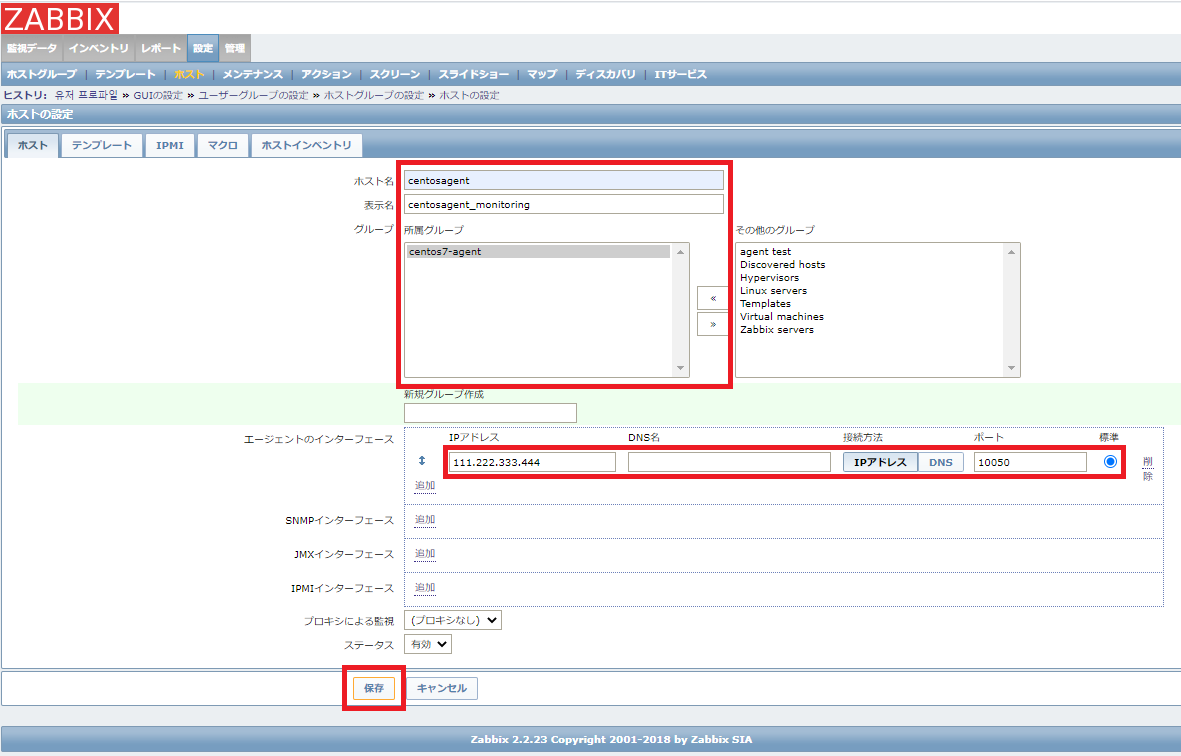 ZABBIX
監視データ インベントリ レポート 設定 管理
ホストグループ | テンプレート | ホスト | メンテナンス | アクション | スクリーン | スライドショー | マップ | ディスカバリ | ITサービス
ヒストリ: 유저 프로파일 » GUIの設定 » ユーザーグループの設定 » ホストグループの設定 » ホストの設定
ホストの設定
ホスト テンプレート IPMI マクロ ホストインベントリ
ホスト名 centosagent
表示名 centosagent_monitoring
グループ 所属グループ その他のグループ
centos7-agent
« 
»
agent test
Discovered hosts
Hypervisors
Linux servers
Templates
Virtual machines
Zabbix servers
新規グループ作成
エージェントのインターフェース IPアドレス DNS名 接続方法 ポート 標準
111.222.333.444 IPアドレス DNS 10050 削除
追加
SNMPインターフェース 追加
JMXインターフェース 追加
IPMIインターフェース 追加
プロキシによる監視 (プロキシなし)
ステータス 有効
保存 キャンセル
Zabbix 2.2.23 Copyright 2001-2018 by Zabbix SIA